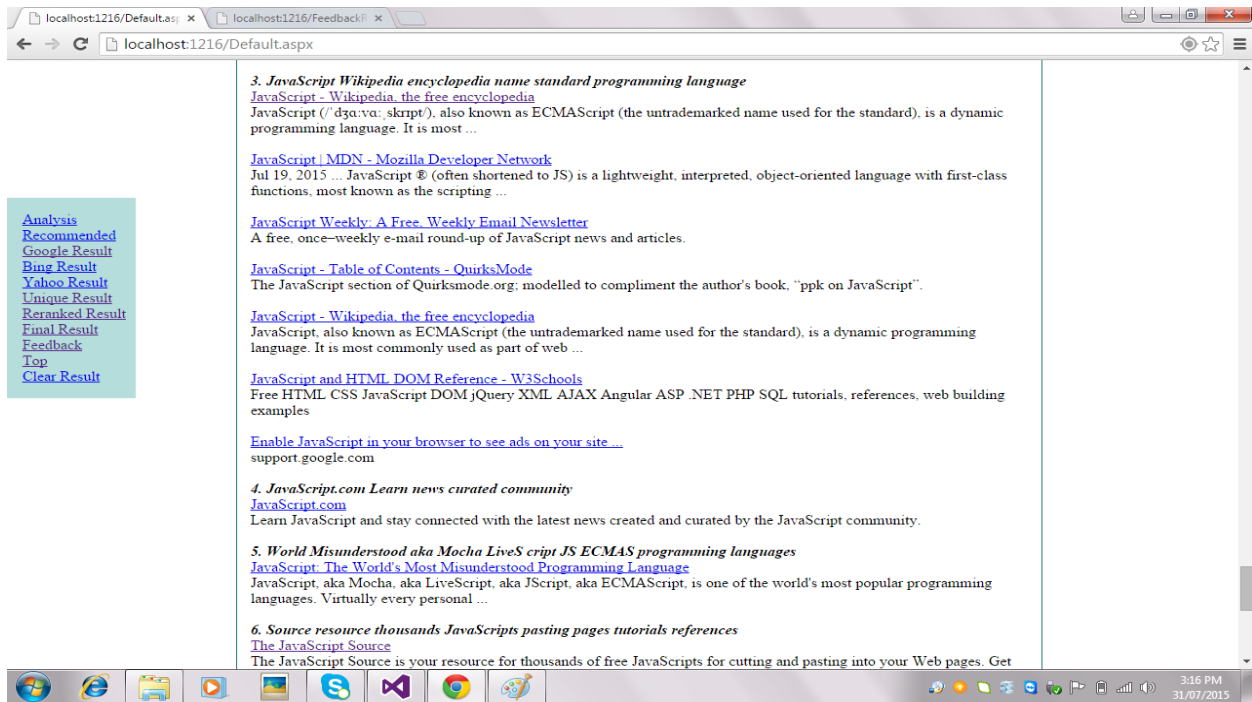 localhost:1216/Default.asp
localhost:1216/FeedbackR
localhost:1216/Default.aspx
Analysis
Recommended
Google Result
Bing Result
Yahoo Result
Unique Result
Reranked Result
Final Result
Feedback
Top
Clear Result
3. JavaScript Wikipedia encyclopedia name standard programming language
JavaScript - Wikipedia, the free encyclopedia
JavaScript (/ˈdʒɑːvɑːˌskrɪpt/), also known as ECMAScript (the untrademarked name used for the standard), is a dynamic
programming language. It is most ...
JavaScript | MDN - Mozilla Developer Network
Jul 19, 2015 ... JavaScript ® (often shortened to JS) is a lightweight, interpreted, object-oriented language with first-class
functions, most known as the scripting ...
JavaScript Weekly: A Free, Weekly Email Newsletter
A free, once–weekly e-mail round-up of JavaScript news and articles.
JavaScript - Table of Contents - QuirksMode
The JavaScript section of Quirksmode.org; modelled to compliment the author's book, “ppk on JavaScript”.
JavaScript - Wikipedia, the free encyclopedia
JavaScript, also known as ECMAScript (the untrademarked name used for the standard), is a dynamic programming
language. It is most commonly used as part of web ...
JavaScript and HTML DOM Reference - W3Schools
Free HTML CSS JavaScript DOM jQuery XML AJAX Angular ASP .NET PHP SQL tutorials, references, web building
examples
Enable JavaScript in your browser to see ads on your site ...
support.google.com
4. JavaScript.com Learn news curated community
JavaScript.com
Learn JavaScript and stay connected with the latest news created and curated by the JavaScript community.
5. World Misunderstood aka Mocha LiveS cript JS ECMAS programming languages
JavaScript: The World's Most Misunderstood Programming Language
JavaScript, aka Mocha, aka LiveScript, aka JScript, aka ECMAScript, is one of the world's most popular programming
languages. Virtually every personal ...
6. Source resource thousands JavaScripts pasting pages tutorials references
The JavaScript Source
The JavaScript Source is your resource for thousands of free JavaScripts for cutting and pasting into your Web pages. Get
3:16 PM
31/07/2015